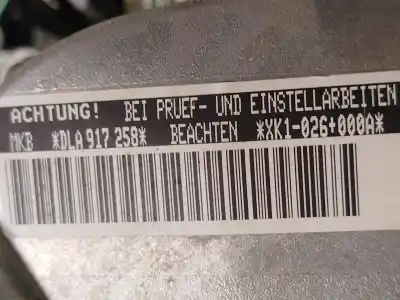 ACHTUNG! BEI PRUEF- UND EINSTELLARBEITEN
MKB *DLA 917 258* BEACHTEN *XK1-026+000A*